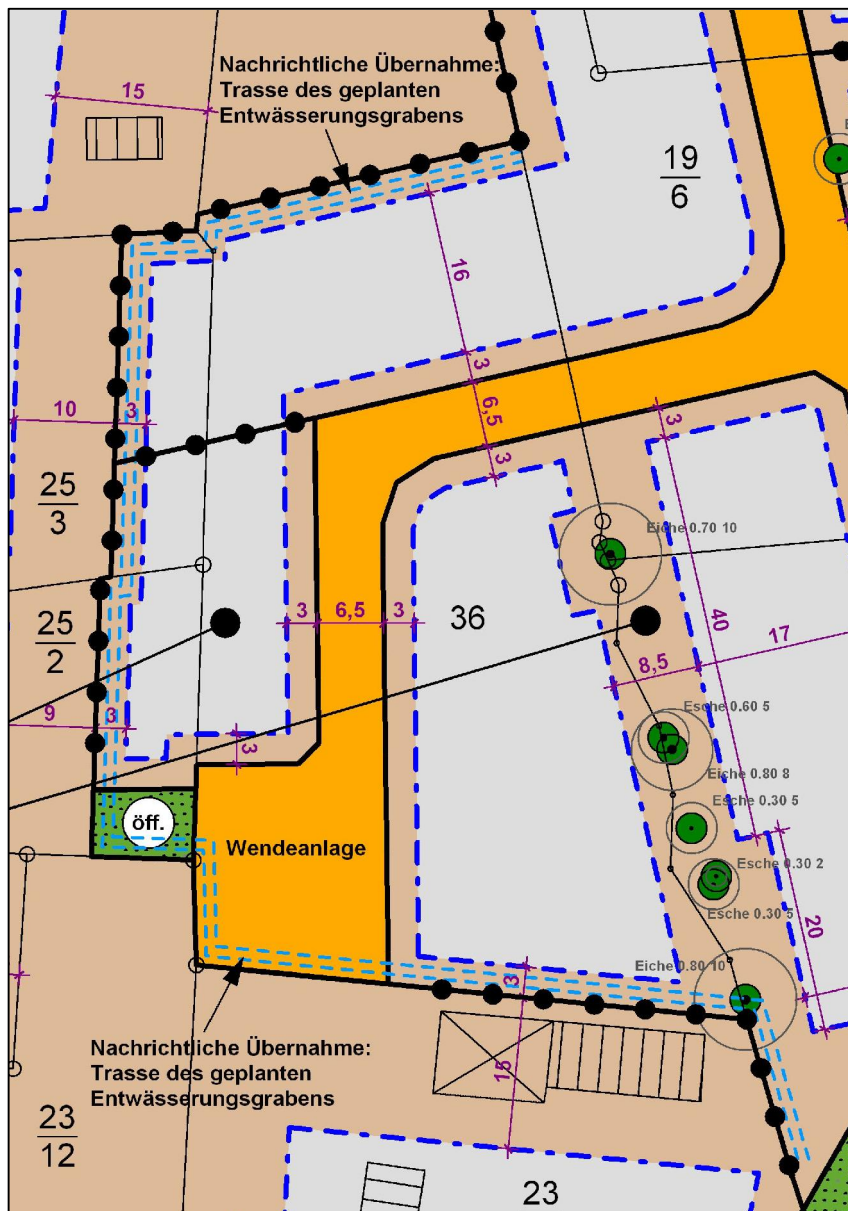 Nachrichtliche Übernahme:
Trasse des geplanten
Entwässerungsgrabens
15
19
6
16
3
6,5
3
3
10
3
25
3
Eiche 0.70 10
40
36
3
6,5
3
17
8,5
25
2
9
3
3
Esche 0.60 5
Eiche 0.80 8
Esche 0.30 5
öff.
Wendeanlage
Esche 0.30 2
Esche 0.30 5
20
Eiche 0.80 10
3
15
Nachrichtliche Übernahme:
Trasse des geplanten
Entwässerungsgrabens
23
12
23